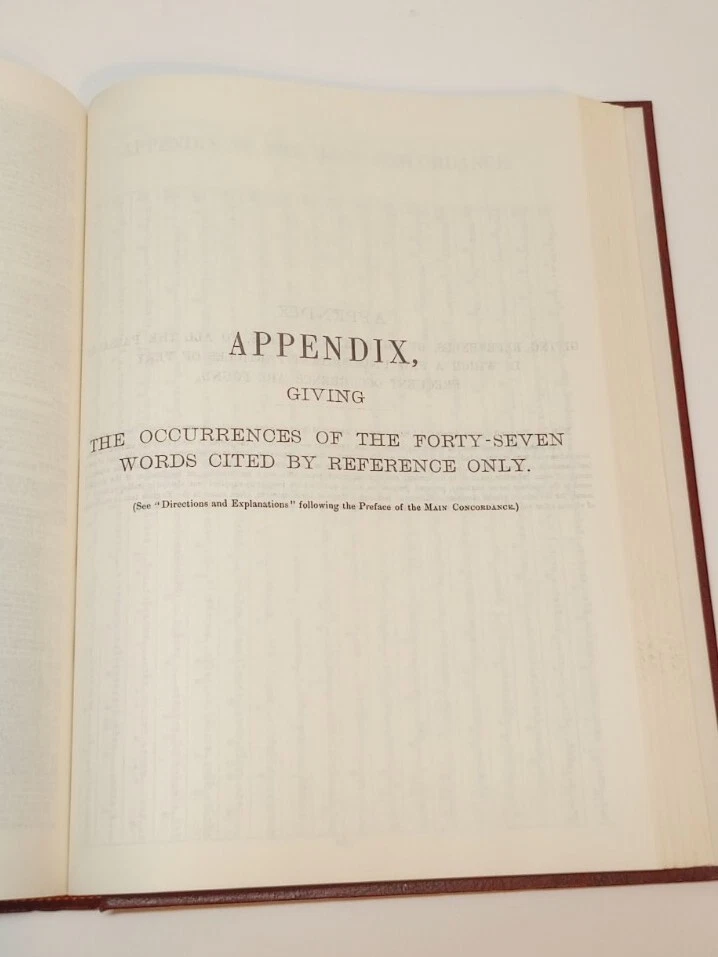 APPENDIX,
GIVING
THE OCCURRENCES OF THE FORTY-SEVEN
WORDS CITED BY REFERENCE ONLY.
(See "Directions and Explanations" following the Preface of the MAIN CONCORDANCE.)